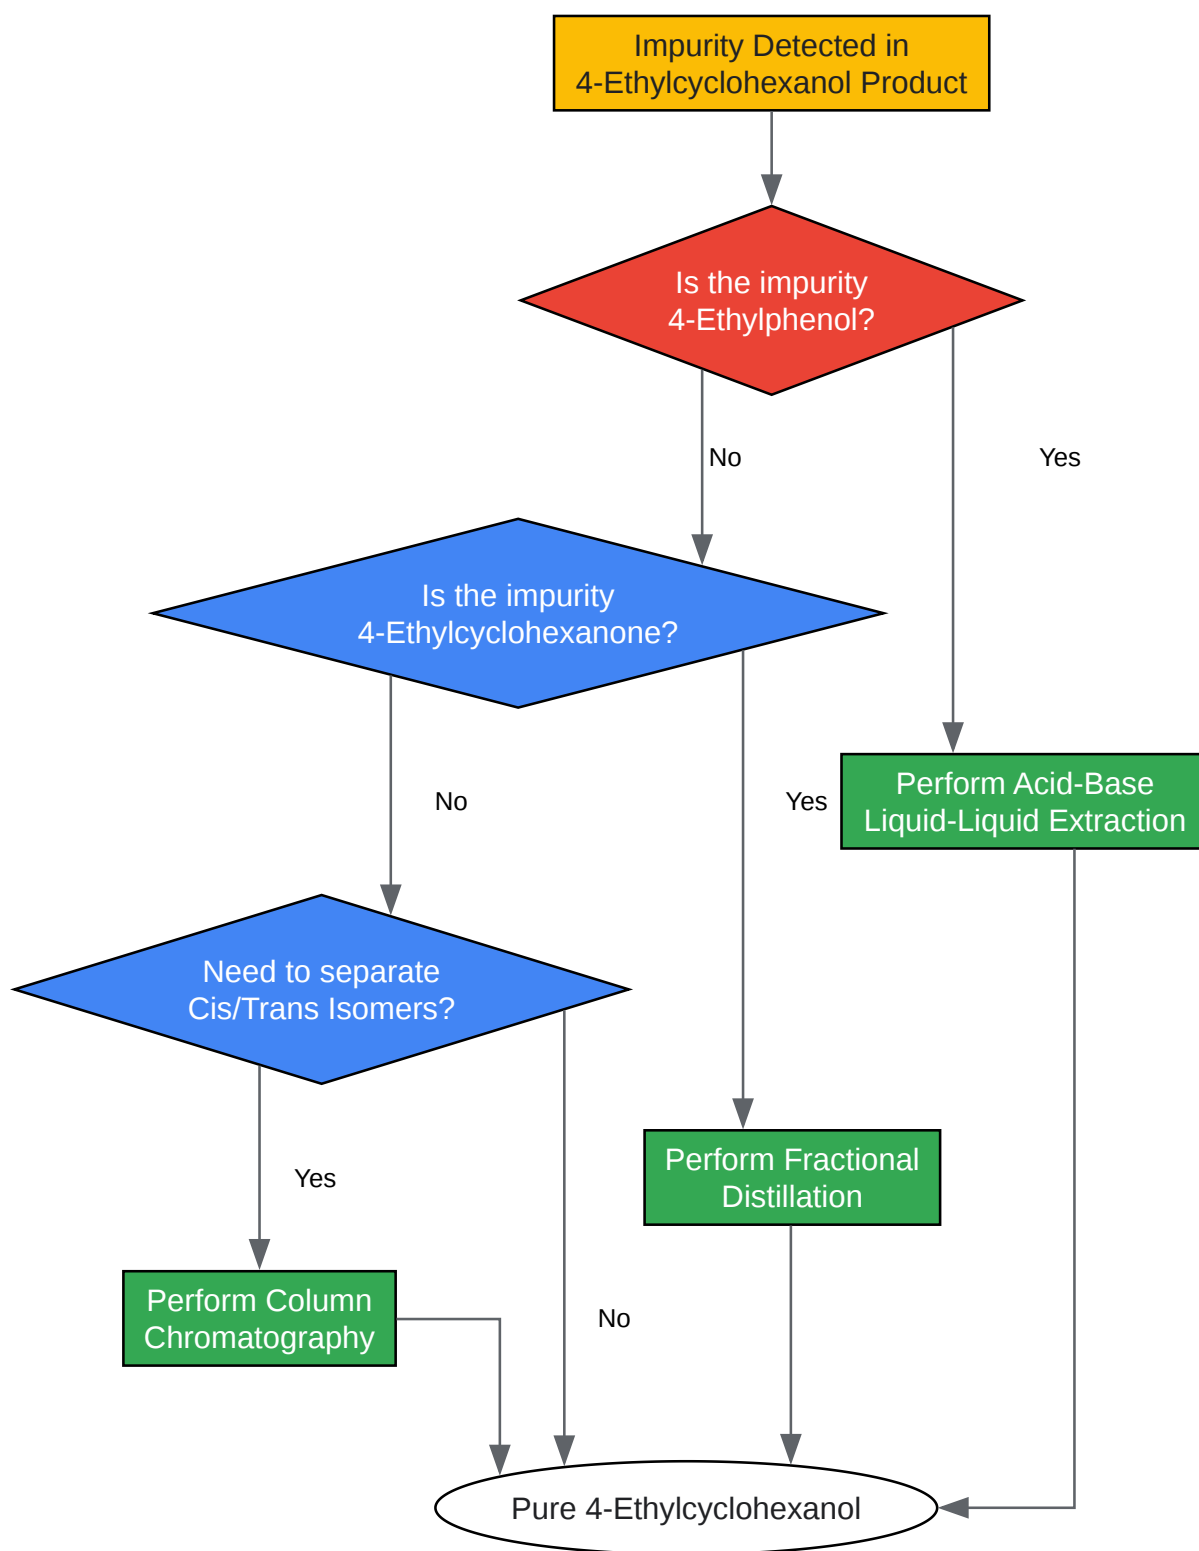 Impurity Detected in
4-Ethylcyclohexanol Product
Is the impurity
4-Ethylphenol?
No
Yes
Is the impurity
4-Ethylcyclohexanone?
No
Yes
Perform Acid-Base
Liquid-Liquid Extraction
Need to separate
Cis/Trans Isomers?
Yes
Perform Fractional
Distillation
Perform Column
Chromatography
No
Pure 4-Ethylcyclohexanol